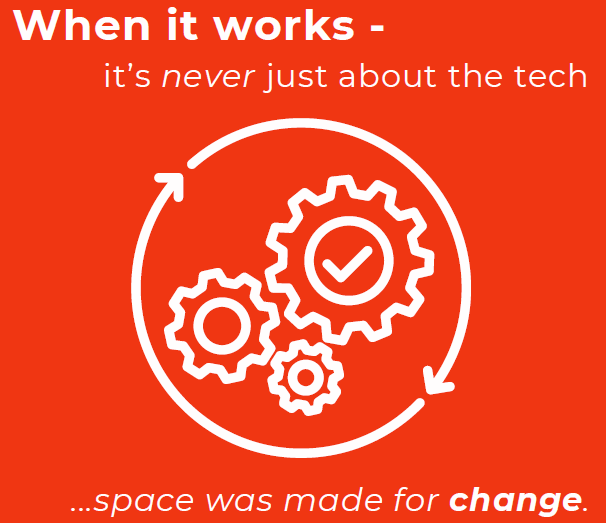 When it works -
it’s never just about the tech
...space was made for change.